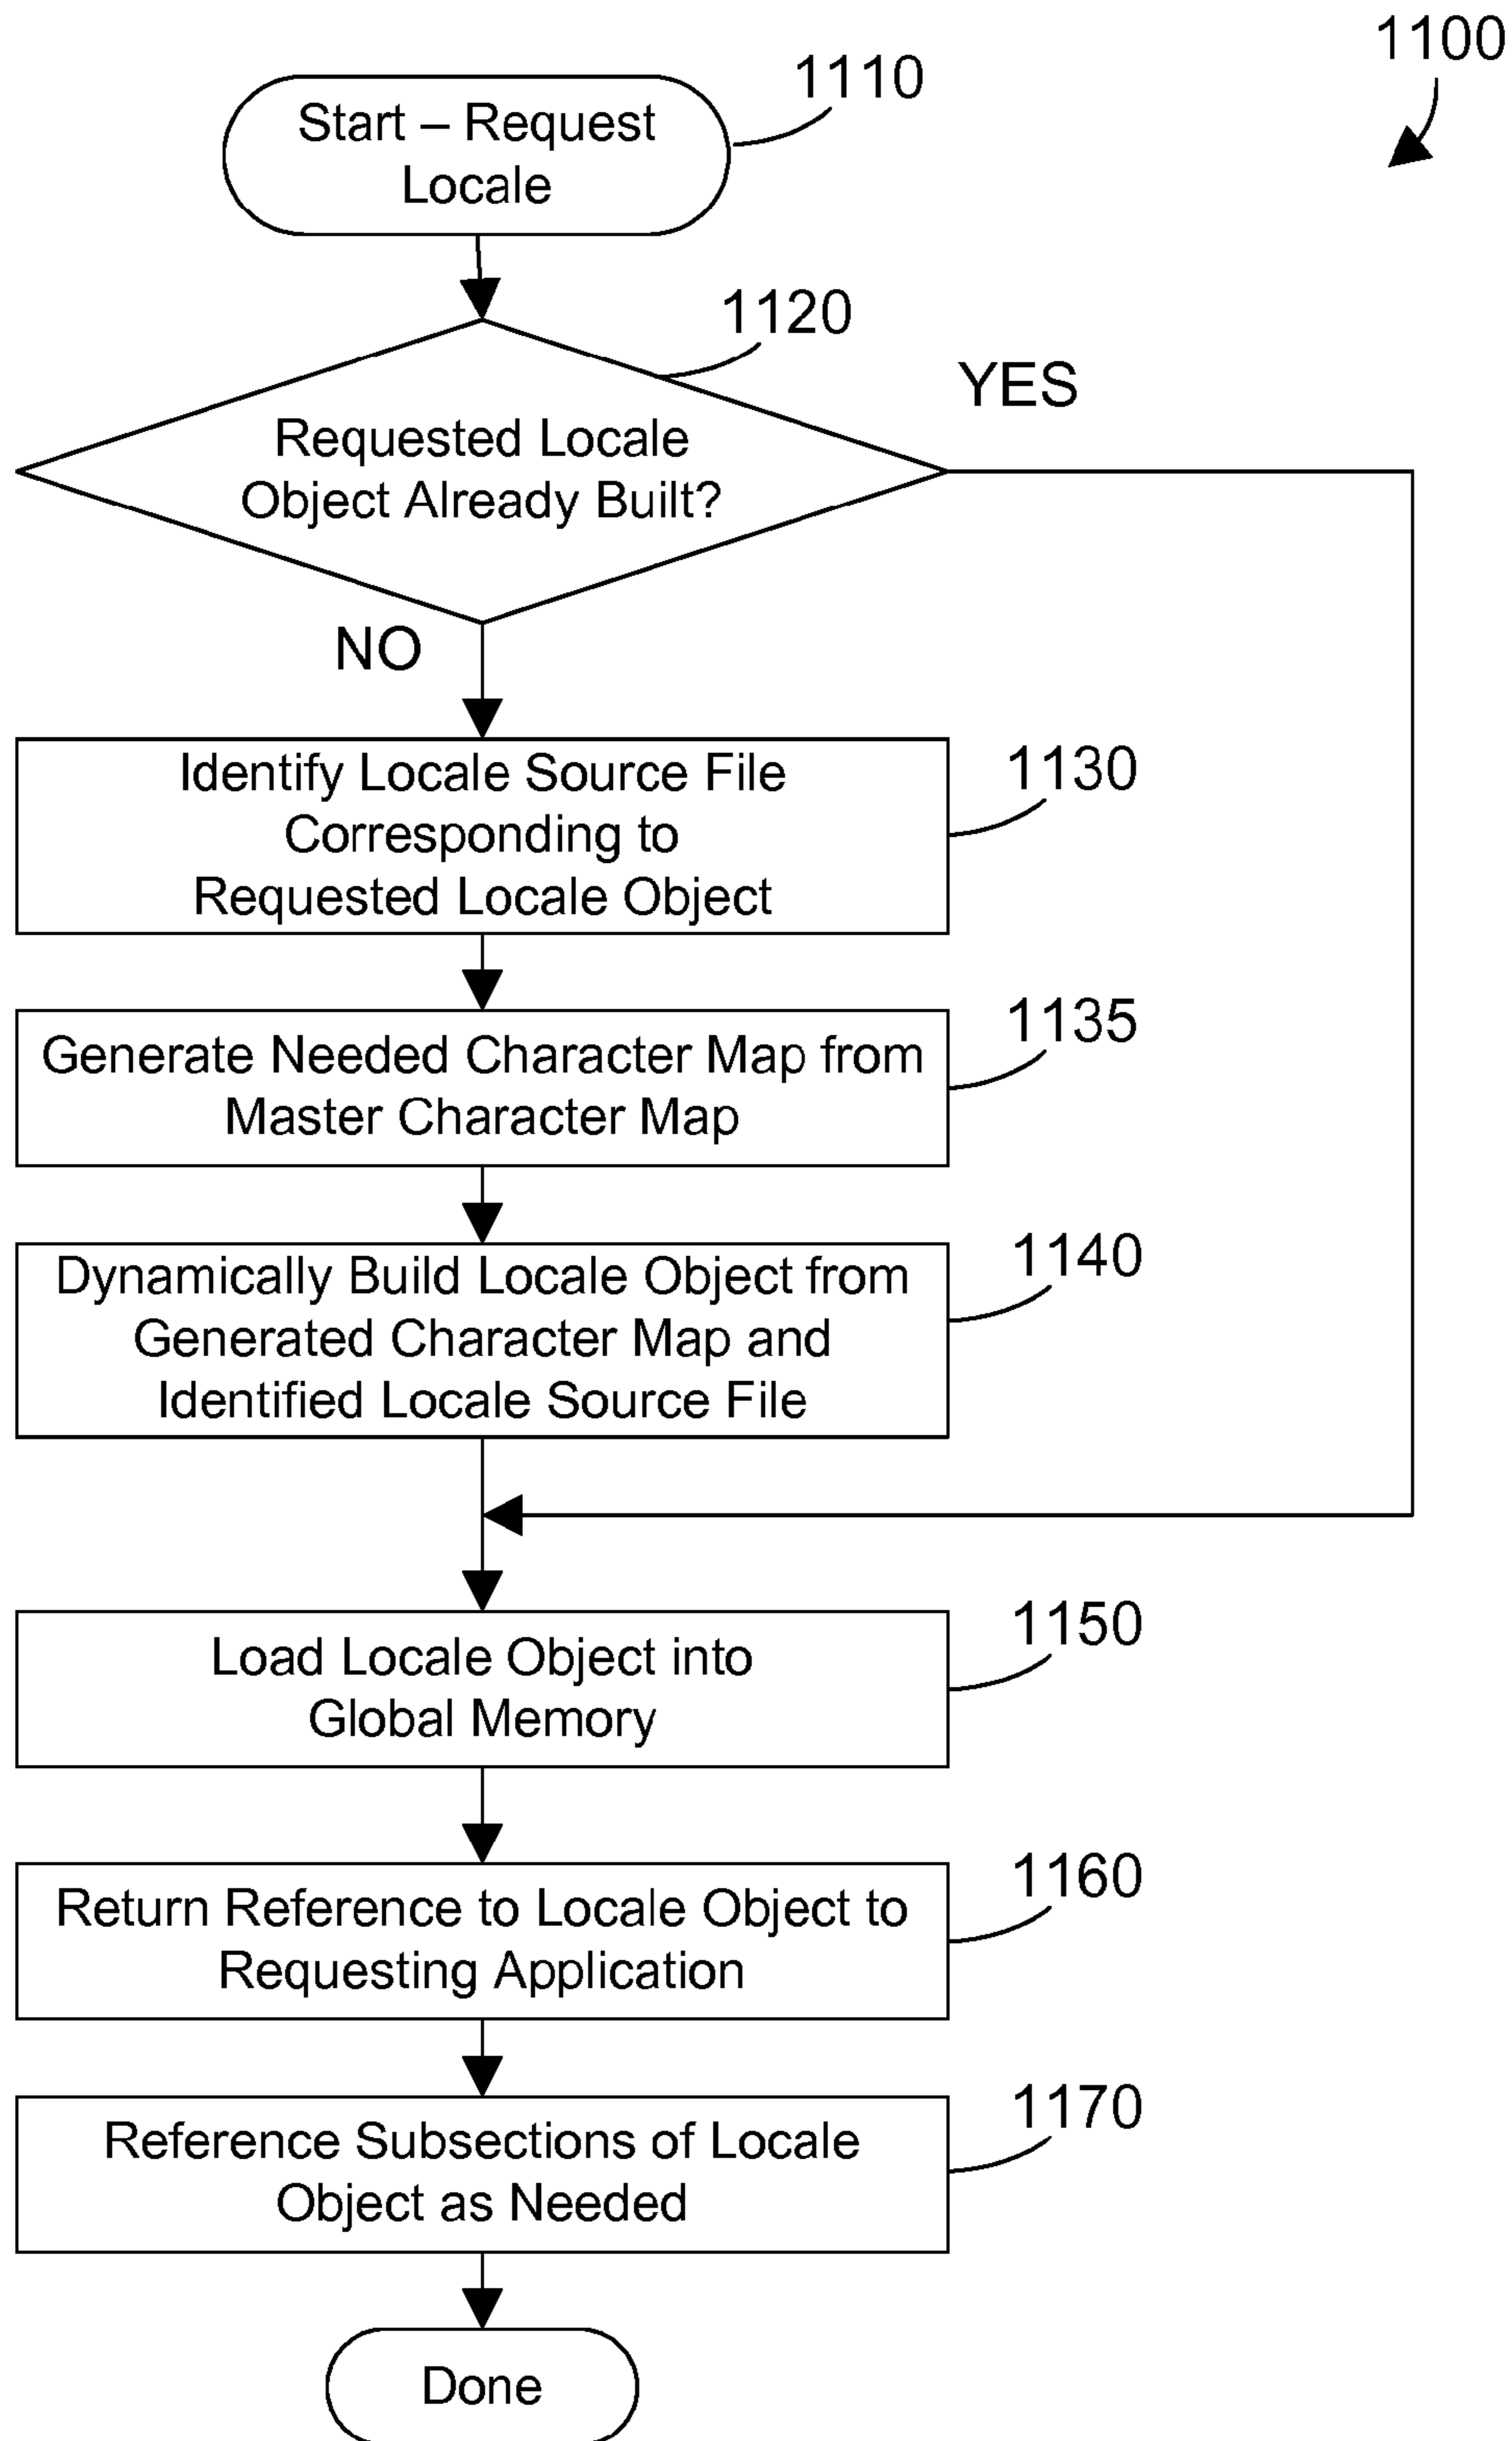 1100
1110
Start – Request
Locale
1120
YES
Requested Locale
Object Already Built?
NO
1130
Identify Locale Source File
Corresponding to
Requested Locale Object
1135
Generate Needed Character Map from
Master Character Map
1140
Dynamically Build Locale Object from
Generated Character Map and
Identified Locale Source File
1150
Load Locale Object into
Global Memory
1160
Return Reference to Locale Object to
Requesting Application
1170
Reference Subsections of Locale
Object as Needed
Done